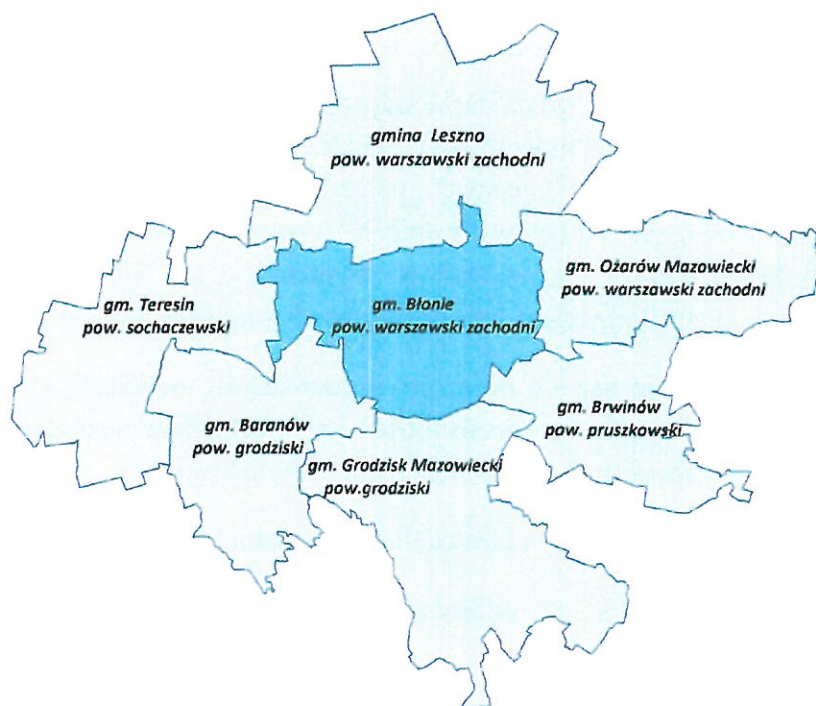 gmina Leszno
pow. warszawski zachodni
gm. Ożarów Mazowiecki
pow. warszawski zachodni
gm. Teresin
pow. sochaczewski
gm. Błonie
pow. warszawski zachodni
gm. Brwinów
pow. pruszkowski
gm. Baranów
pow. grodziski
gm. Grodzisk Mazowiecki
pow.grodziski